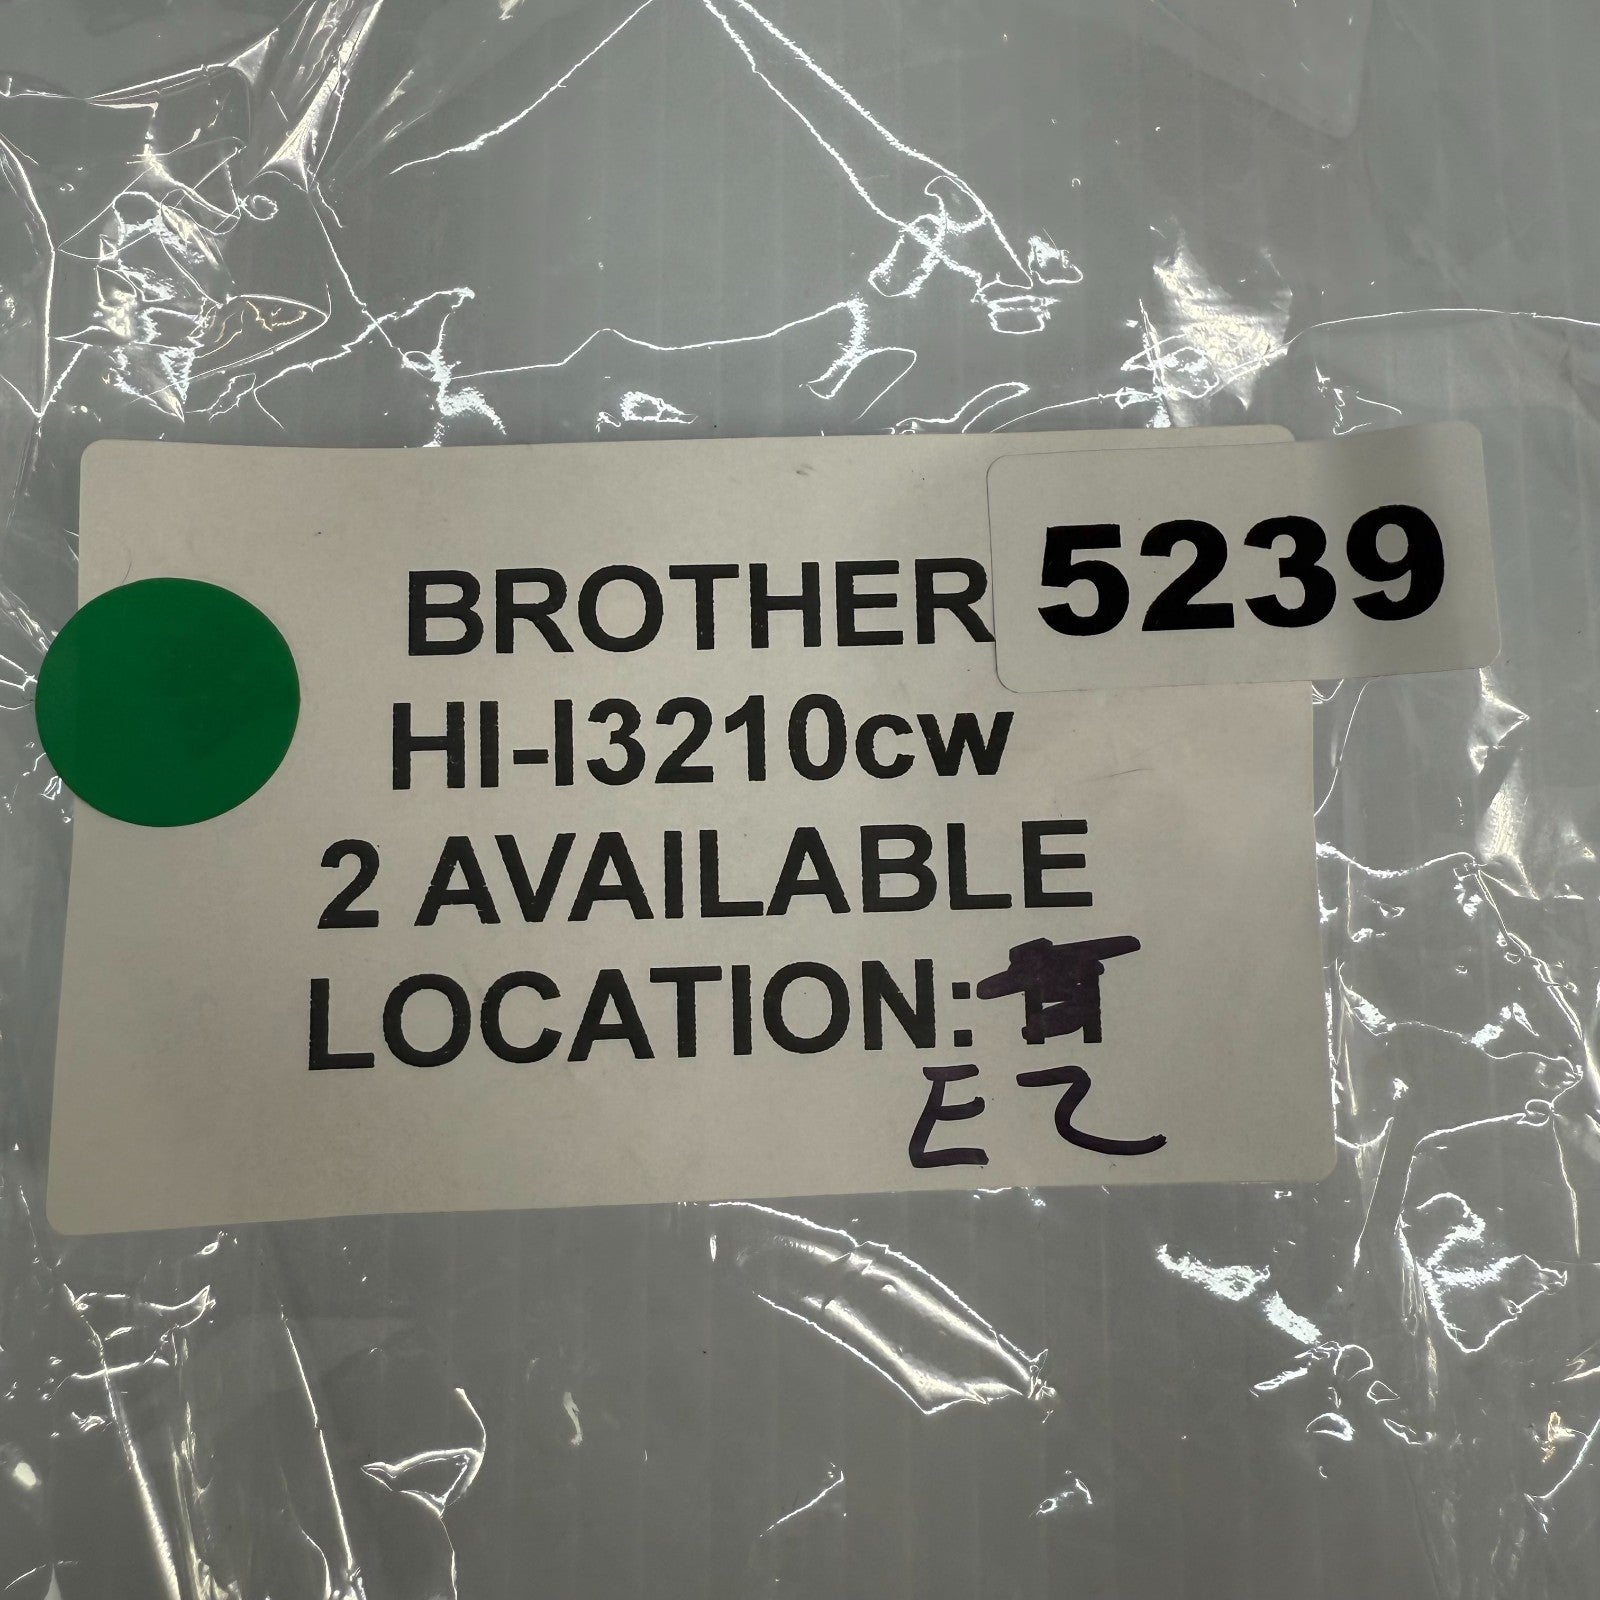 BROTHER 5239
HI-I3210cw
2 AVAILABLE
LOCATION:
E2